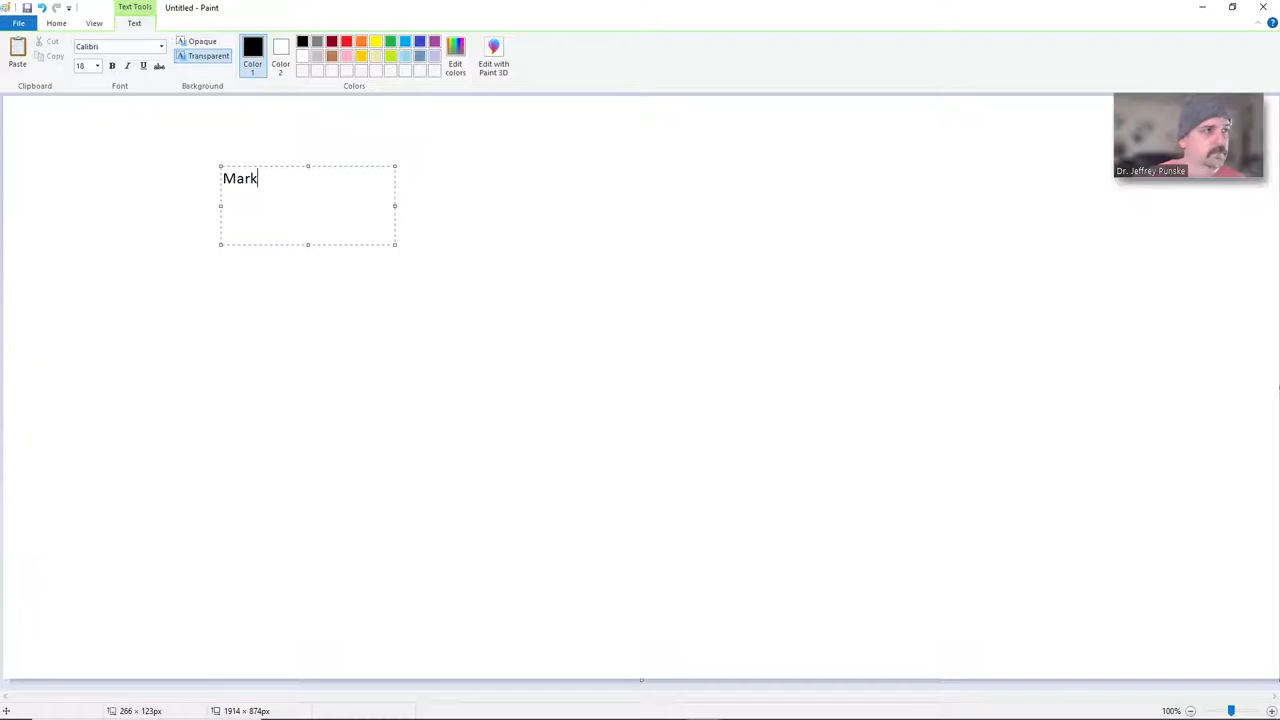 Text Tools
Untitled - Paint
File
Home
View
Text
Paste
Cut
Copy
Clipboard
Calibri
18
B I U abc
Font
Opaque
Transparent
Background
Color 1
Color 2
Edit colors
Colors
Edit with Paint 3D
Mark
Dr. Jeffrey Punske
266 × 123px
1914 × 874px
100%